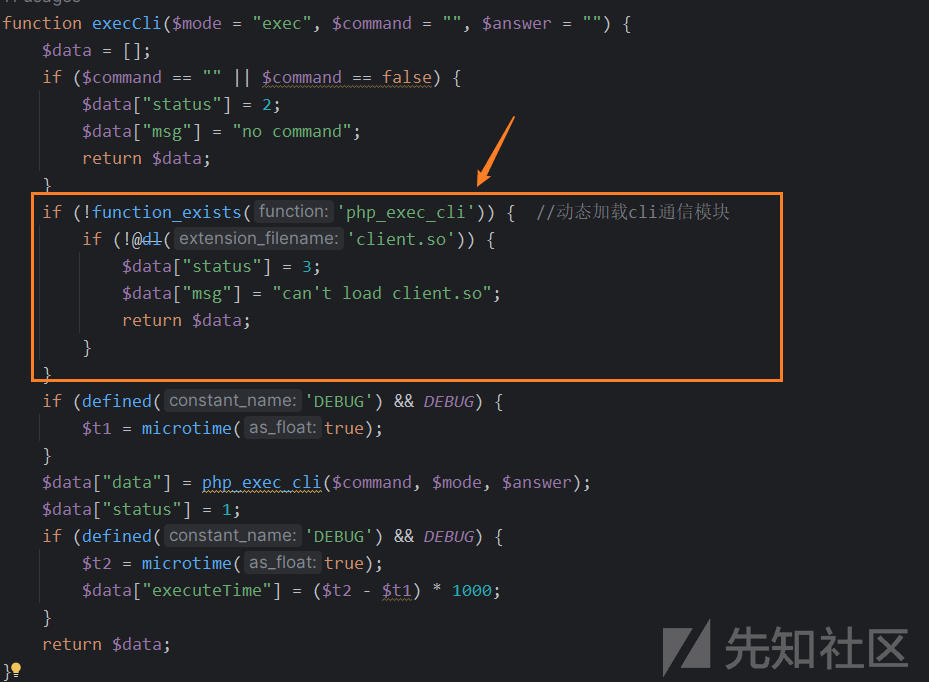 function execCli($mode = "exec", $command = "", $answer = "") {
$data = [];
if ($command == "" || $command == false) {
$data["status"] = 2;
$data["msg"] = "no command";
return $data;
}
if (!function_exists( function: 'php_exec_cli')) { //动态加载cli通信模块
if (!@dl( extension_filename: 'client.so')) {
$data["status"] = 3;
$data["msg"] = "can't load client.so";
return $data;
}
}
if (defined( constant_name: 'DEBUG') && DEBUG) {
$t1 = microtime( as_float: true);
}
$data["data"] = php_exec_cli($command, $mode, $answer);
$data["status"] = 1;
if (defined( constant_name: 'DEBUG') && DEBUG) {
$t2 = microtime( as_float: true);
$data["executeTime"] = ($t2 - $t1) * 1000;
}
return $data;
}
先知社区